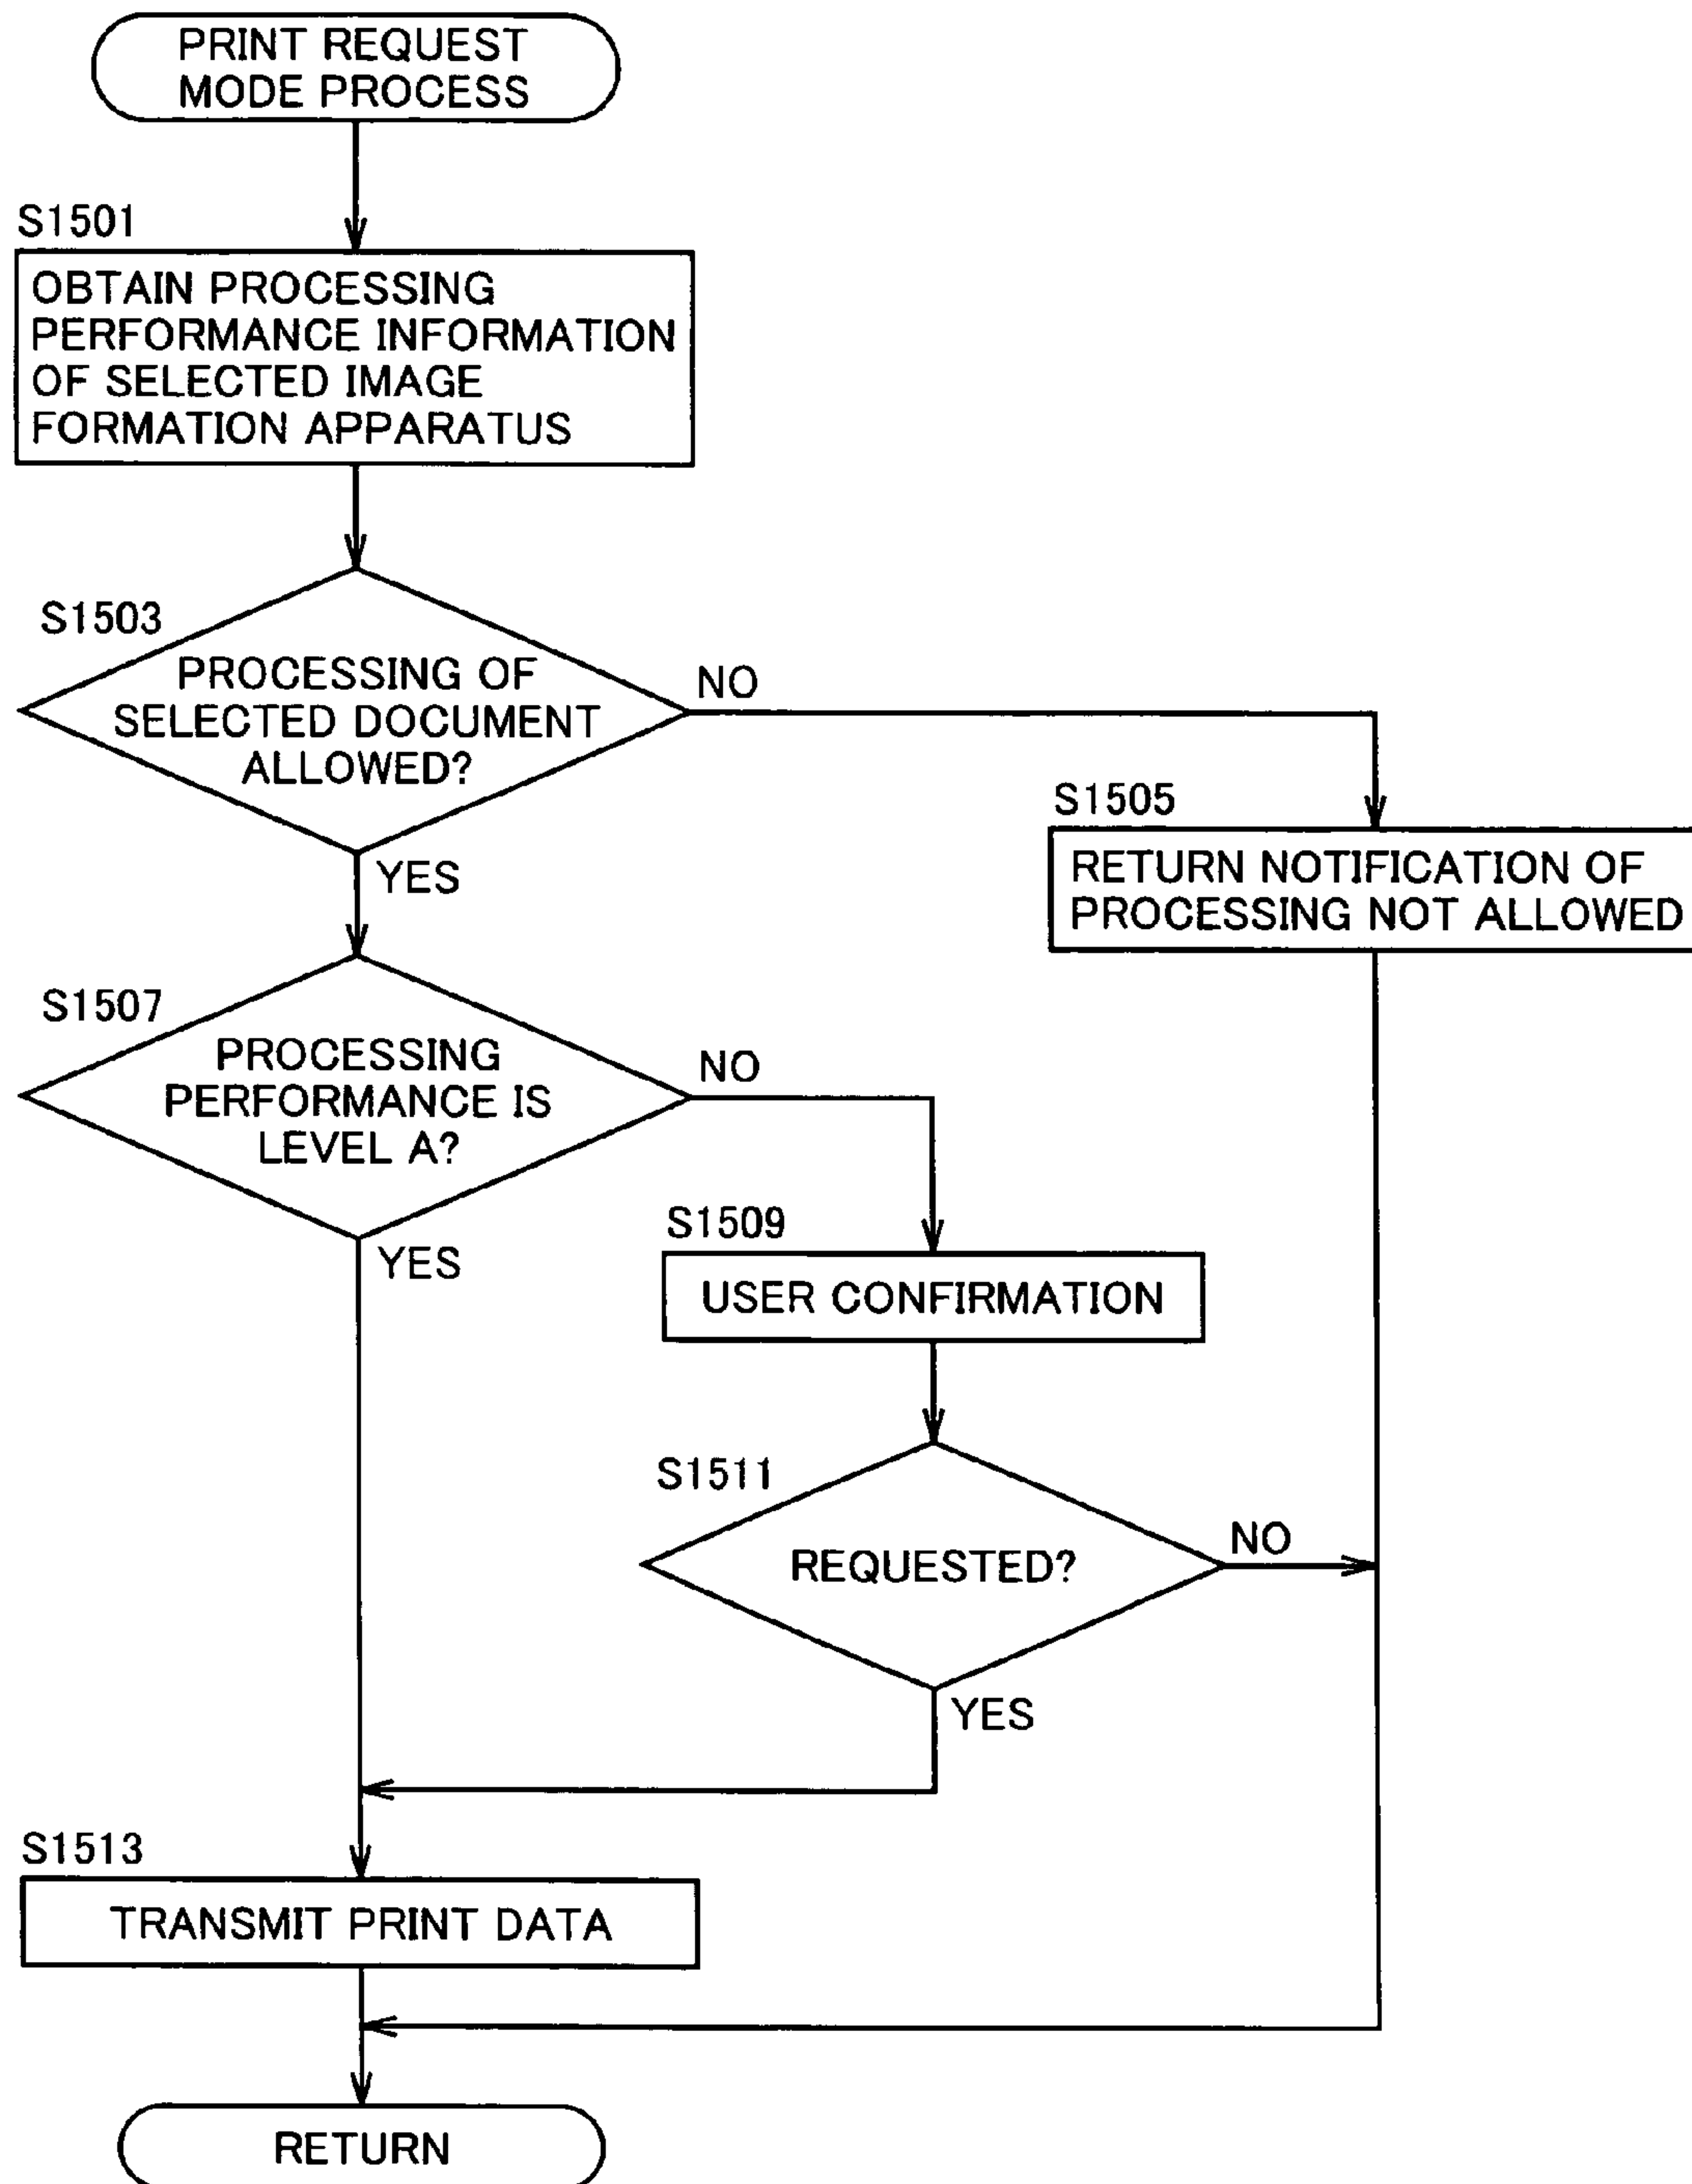 PRINT REQUEST
MODE PROCESS
S1501
OBTAIN PROCESSING
PERFORMANCE INFORMATION
OF SELECTED IMAGE
FORMATION APPARATUS
S1503
PROCESSING OF
SELECTED DOCUMENT
ALLOWED?
NO
YES
S1505
RETURN NOTIFICATION OF
PROCESSING NOT ALLOWED
S1507
PROCESSING
PERFORMANCE IS
LEVEL A?
NO
YES
S1509
USER CONFIRMATION
S1511
REQUESTED?
NO
YES
S1513
TRANSMIT PRINT DATA
RETURN